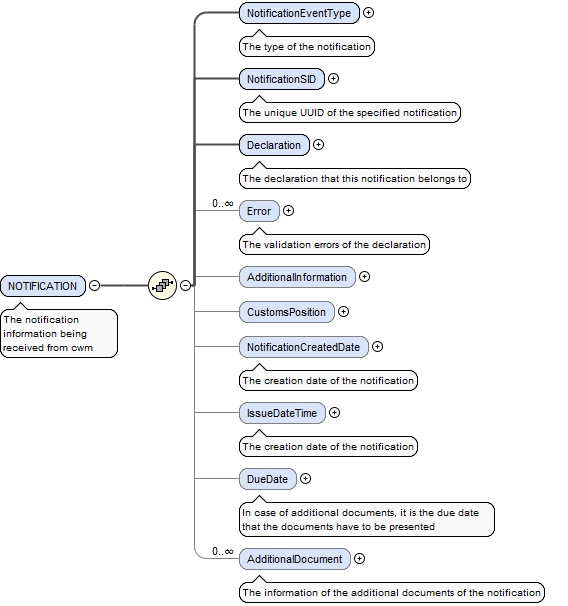 NotificationEventType
The type of the notification
NotificationSID
The unique UUID of the specified notification
Declaration
The declaration that this notification belongs to
0..∞
Error
The validation errors of the declaration
NOTIFICATION
The notification
information being
received from cwm
AdditionalInformation
CustomsPosition
NotificationCreatedDate
The creation date of the notification
IssueDateTime
The creation date of the notification
DueDate
In case of additional documents, it is the due date
that the documents have to be presented
0..∞
AdditionalDocument
The information of the additional documents of the notification